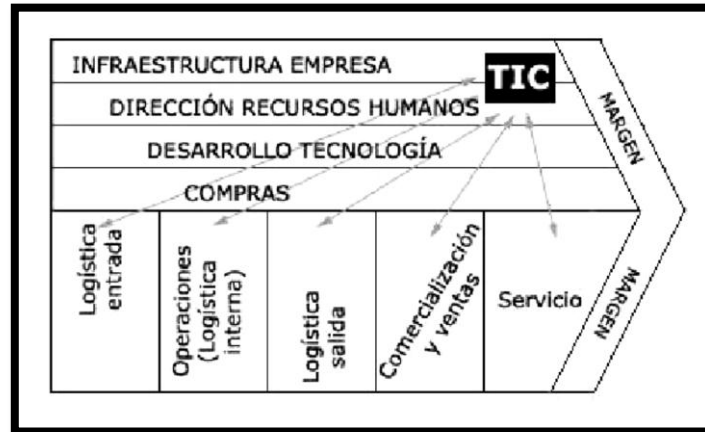 INFRAESTRUCTURA EMPRESA
TIC
DIRECCIÓN RECURSOS HUMANOS
DESARROLLO TECNOLOGÍA
COMPRAS
MARGEN
Logística
entrada
Operaciones
(Logística
interna)
Logística
salida
Comercialización
y ventas
Servicio
MARGEN